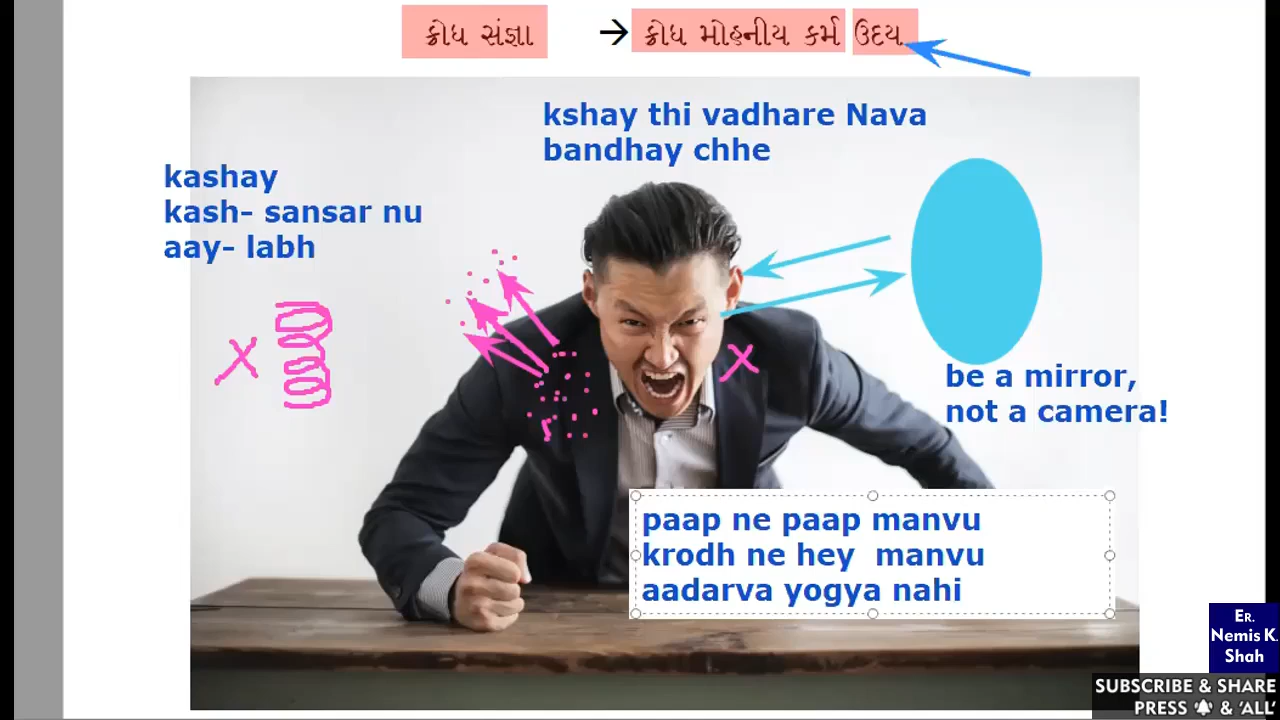 ક્રોધ સંજ્ઞા → ક્રોધ મોહનીય કર્મ ઉદય
kshay thi vadhare Nava
bandhay chhe
kashay
kash- sansar nu
aay- labh
be a mirror,
not a camera!
paap ne paap manvu
krodh ne hey manvu
aadarva yogya nahi
Er.
Nemis K.
Shah
SUBSCRIBE & SHARE
PRESS & 'ALL'